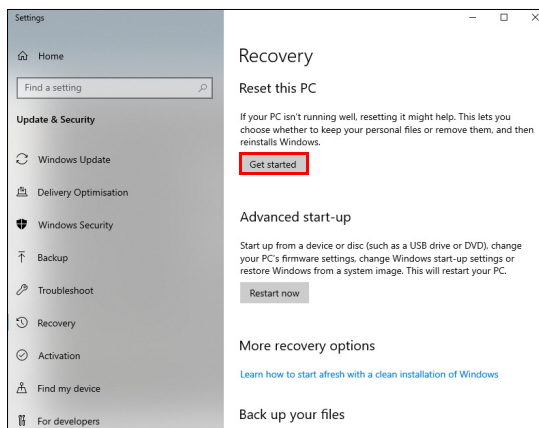 Settings
Home
Find a setting
Update & Security
Windows Update
Delivery Optimisation
Windows Security
Backup
Troubleshoot
Recovery
Activation
Find my device
For developers
Recovery
Reset this PC
If your PC isn't running well, resetting it might help. This lets you
choose whether to keep your personal files or remove them, and then
reinstalls Windows.
Get started
Advanced start-up
Start up from a device or disc (such as a USB drive or DVD), change
your PC's firmware settings, change Windows start-up settings or
restore Windows from a system image. This will restart your PC.
Restart now
More recovery options
Learn how to start afresh with a clean installation of Windows
Back up your files